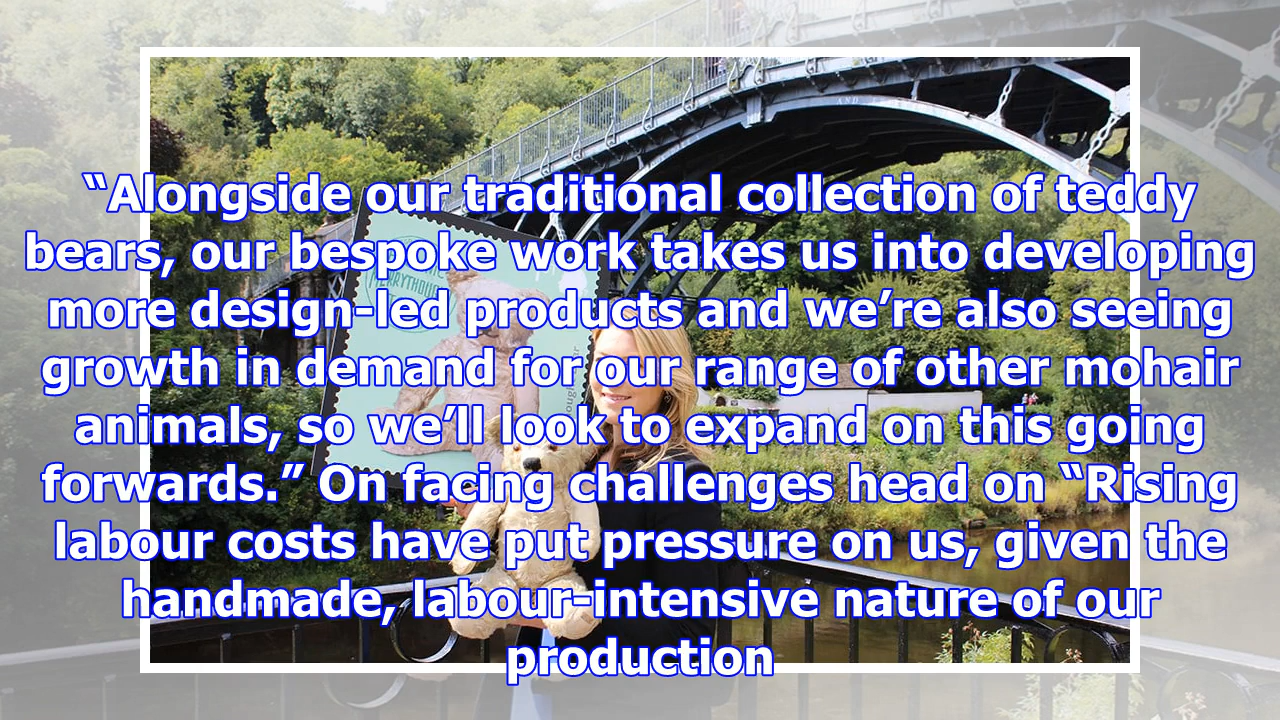 “Alongside our traditional collection of teddy
bears, our bespoke work takes us into developing
more design-led products and we’re also seeing
growth in demand for our range of other mohair
animals, so we’ll look to expand on this going
forwards.” On facing challenges head on “Rising
labour costs have put pressure on us, given the
handmade, labour-intensive nature of our
production
MERRYTHOUGHT